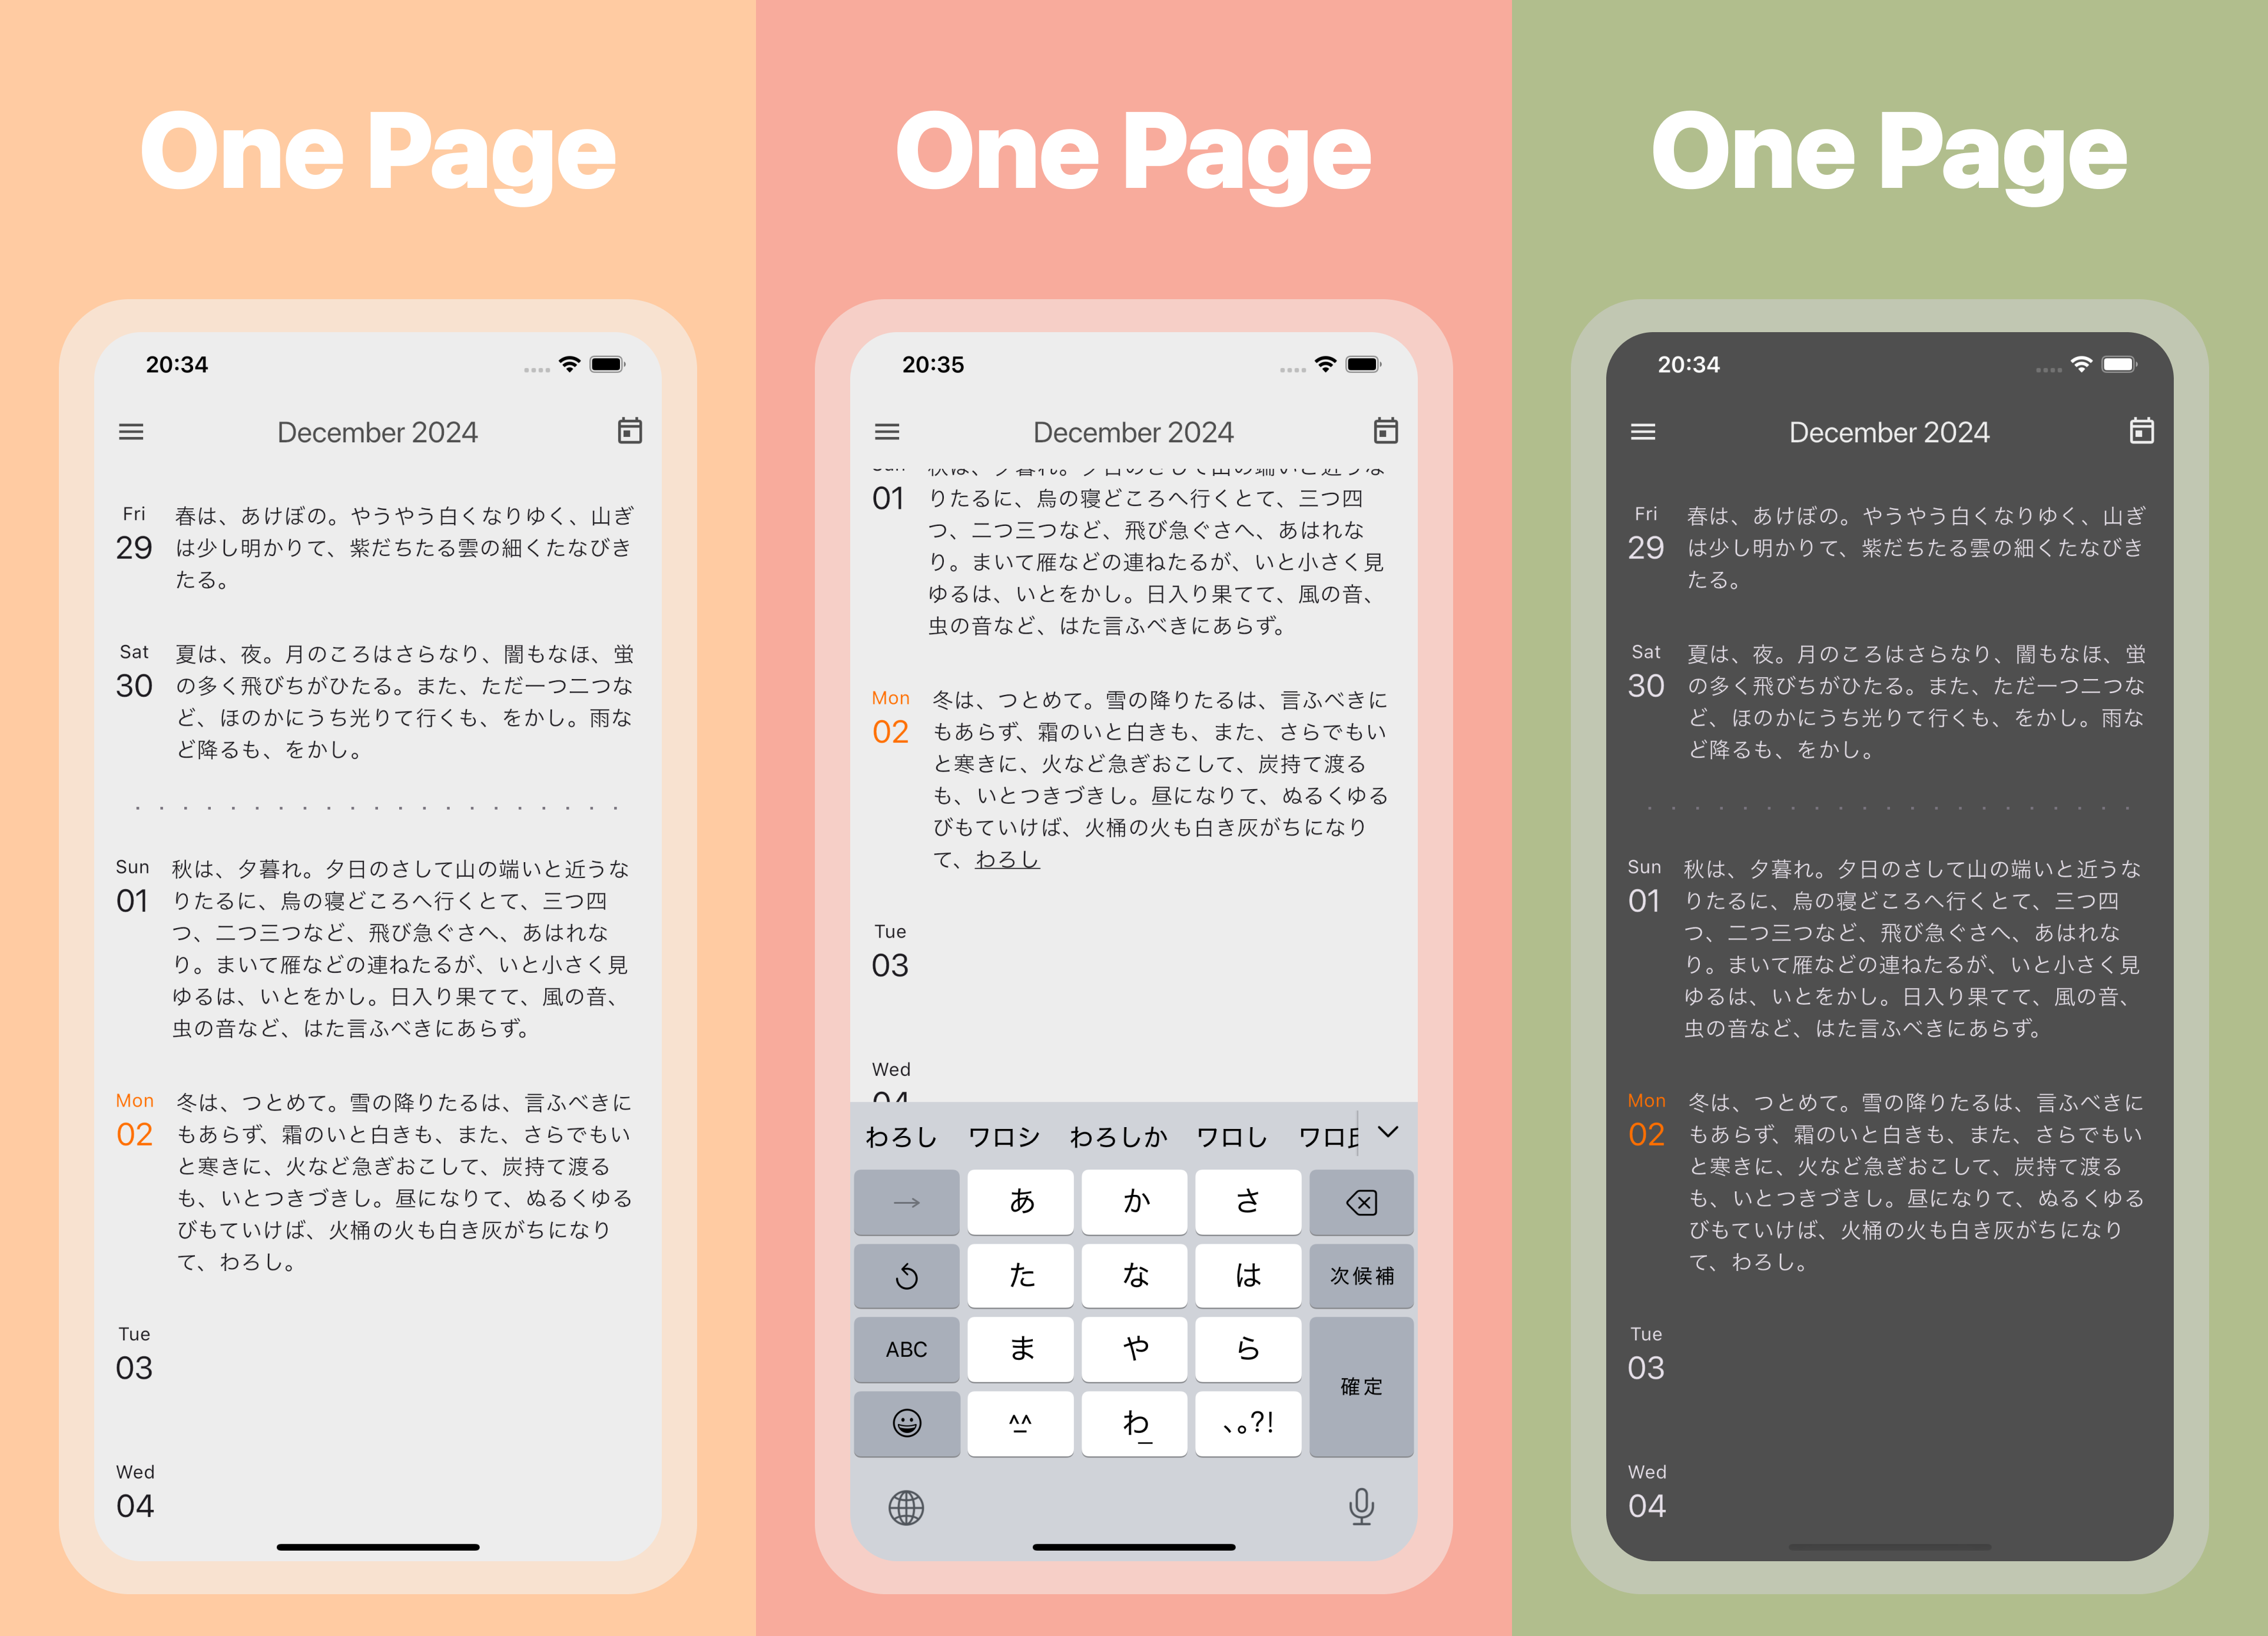 One Page
20:34
December 2024
Fri
29
春は、あけぼの。やうやう白くなりゆく、山ぎ
は少し明かりて、紫だちたる雲の細くたなびき
たる。
Sat
30
夏は、夜。月のころはさらなり、闇もなほ、蛍
の多く飛びちがひたる。また、ただ一つ二つな
ど、ほのかにうち光りて行くも、をかし。雨な
ど降るも、をかし。
Sun
01
秋は、夕暮れ。夕日のさして山の端いと近うな
りたるに、烏の寝どころへ行くとて、三つ四
つ、二つ三つなど、飛び急ぐさへ、あはれな
り。まいて雁などの連ねたるが、いと小さく見
ゆるは、いとをかし。日入り果てて、風の音、
虫の音など、はた言ふべきにあらず。
Mon
02
冬は、つとめて。雪の降りたるは、言ふべきに
もあらず、霜のいと白きも、また、さらでもい
と寒きに、火など急ぎおこして、炭持て渡る
も、いとつきづきし。昼になりて、ぬるくゆる
びもていけば、火桶の火も白き灰がちになり
て、わろし。
Tue
03
Wed
04
One Page
20:35
December 2024
Sun
01
秋は、夕暮れ。夕日のさして山の端いと近うな
りたるに、烏の寝どころへ行くとて、三つ四
つ、二つ三つなど、飛び急ぐさへ、あはれな
り。まいて雁などの連ねたるが、いと小さく見
ゆるは、いとをかし。日入り果てて、風の音、
虫の音など、はた言ふべきにあらず。
Mon
02
冬は、つとめて。雪の降りたるは、言ふべきに
もあらず、霜のいと白きも、また、さらでもい
と寒きに、火など急ぎおこして、炭持て渡る
も、いとつきづきし。昼になりて、ぬるくゆる
びもていけば、火桶の火も白き灰がちになり
て、わろし
Tue
03
Wed
04
わろし ワロシ わろしか ワロし ワロ氏
→ あ か さ
た な は 次候補
ABC ま や ら
確定
^^ わ 、。?!
One Page
20:34
December 2024
Fri
29
春は、あけぼの。やうやう白くなりゆく、山ぎ
は少し明かりて、紫だちたる雲の細くたなびき
たる。
Sat
30
夏は、夜。月のころはさらなり、闇もなほ、蛍
の多く飛びちがひたる。また、ただ一つ二つな
ど、ほのかにうち光りて行くも、をかし。雨な
ど降るも、をかし。
Sun
01
秋は、夕暮れ。夕日のさして山の端いと近うな
りたるに、烏の寝どころへ行くとて、三つ四
つ、二つ三つなど、飛び急ぐさへ、あはれな
り。まいて雁などの連ねたるが、いと小さく見
ゆるは、いとをかし。日入り果てて、風の音、
虫の音など、はた言ふべきにあらず。
Mon
02
冬は、つとめて。雪の降りたるは、言ふべきに
もあらず、霜のいと白きも、また、さらでもい
と寒きに、火など急ぎおこして、炭持て渡る
も、いとつきづきし。昼になりて、ぬるくゆる
びもていけば、火桶の火も白き灰がちになり
て、わろし。
Tue
03
Wed
04